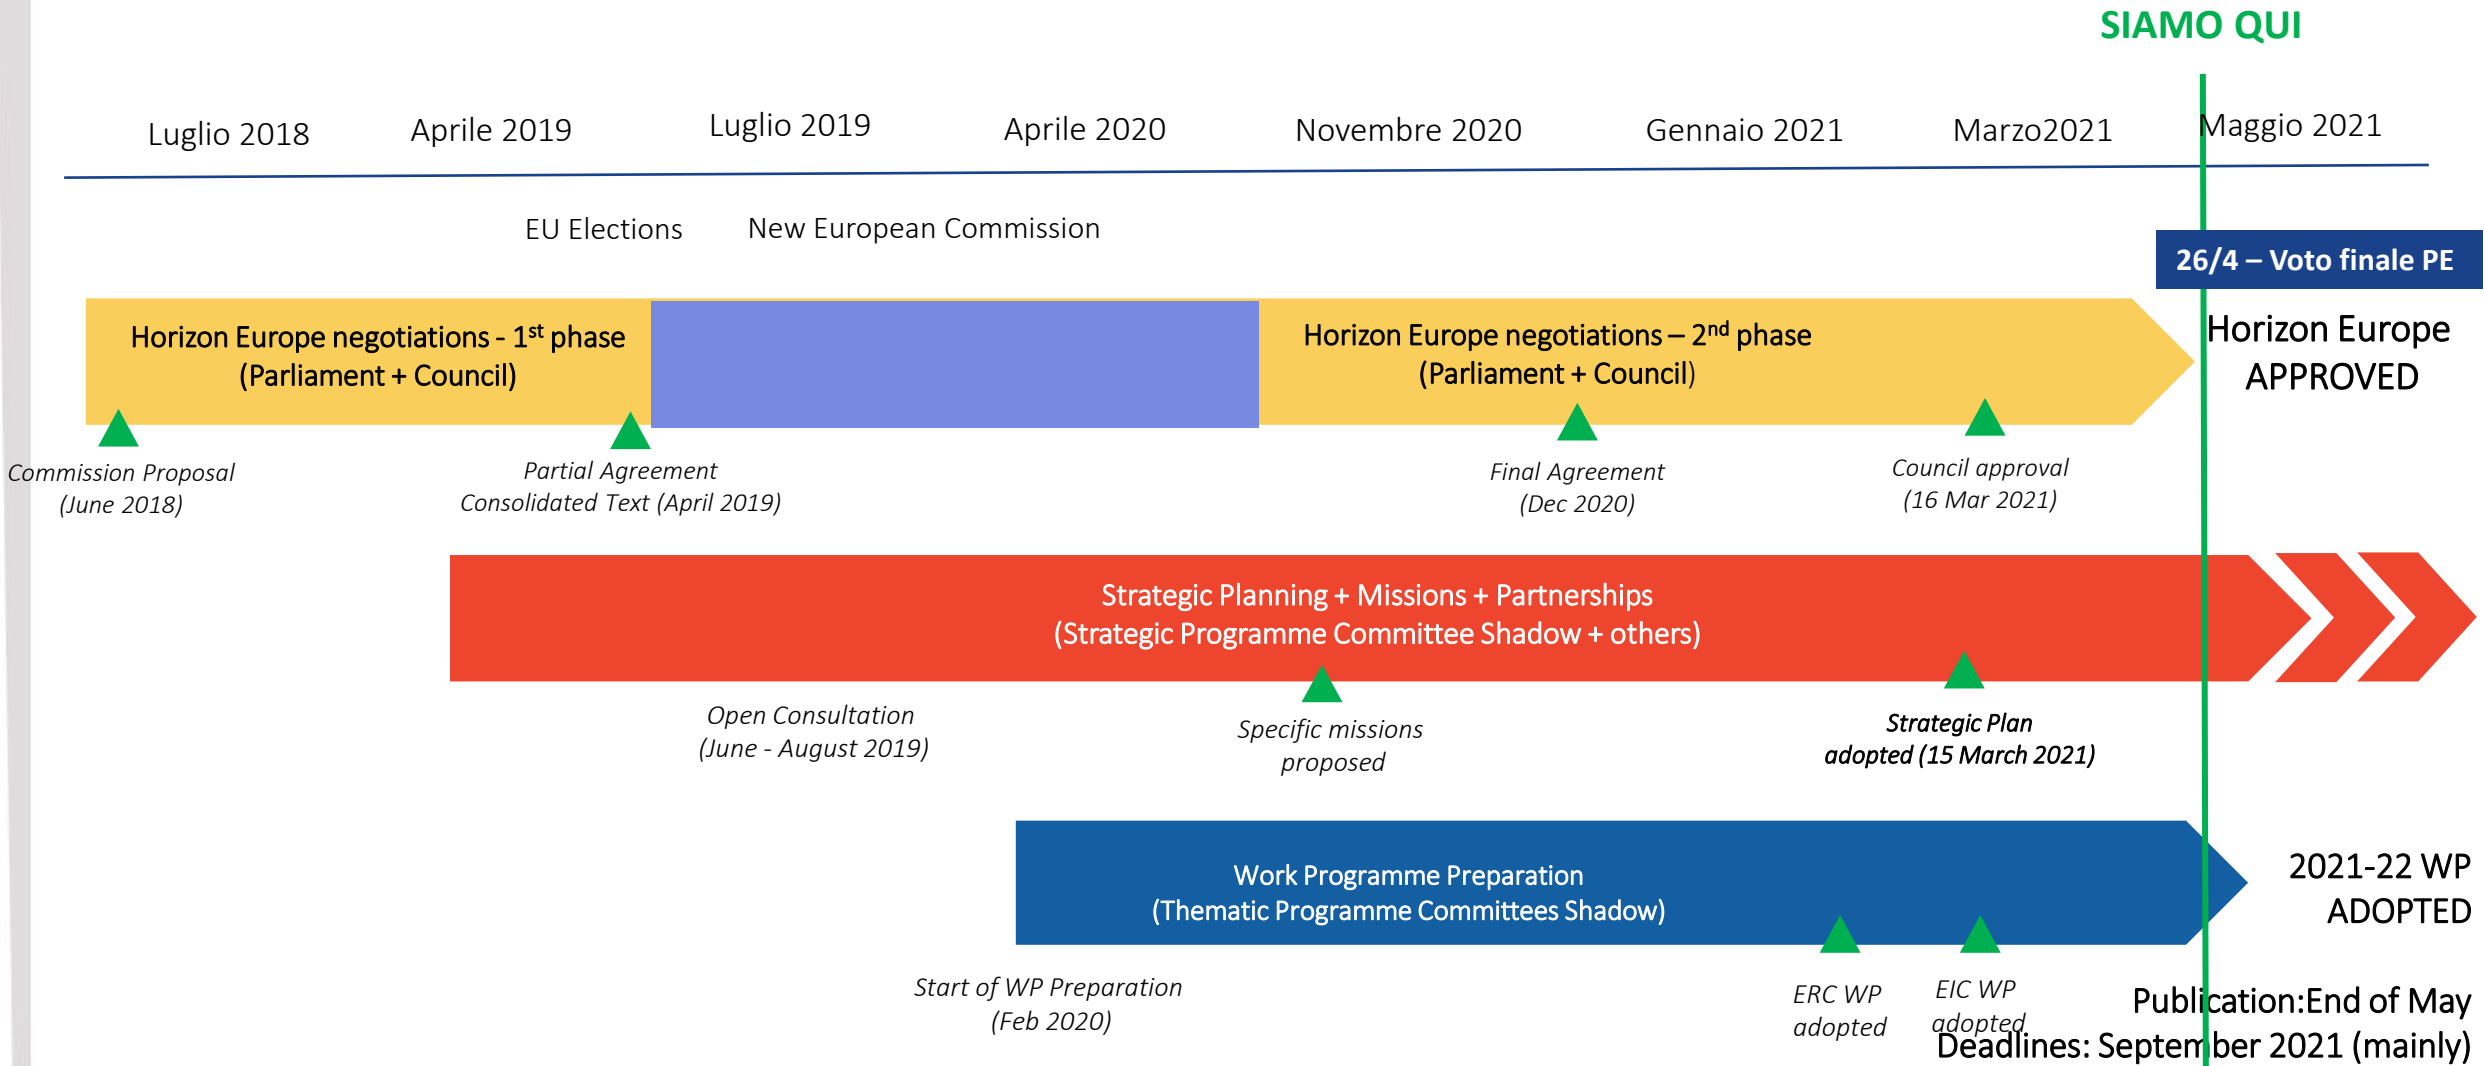 SIAMO QUI
Luglio 2018
Aprile 2019
Luglio 2019
Aprile 2020
Novembre 2020
Gennaio 2021
Marzo2021
Maggio 2021
EU Elections
New European Commission
26/4 – Voto finale PE
Horizon Europe negotiations - 1st phase
(Parliament + Council)
Horizon Europe negotiations – 2nd phase
(Parliament + Council)
Horizon Europe
APPROVED
Commission Proposal
(June 2018)
Partial Agreement
Consolidated Text (April 2019)
Final Agreement
(Dec 2020)
Council approval
(16 Mar 2021)
Strategic Planning + Missions + Partnerships
(Strategic Programme Committee Shadow + others)
Open Consultation
(June - August 2019)
Specific missions
proposed
Strategic Plan
adopted (15 March 2021)
Work Programme Preparation
(Thematic Programme Committees Shadow)
2021-22 WP
ADOPTED
Start of WP Preparation
(Feb 2020)
ERC WP
adopted
EIC WP
adopted
Publication:End of May
Deadlines: September 2021 (mainly)